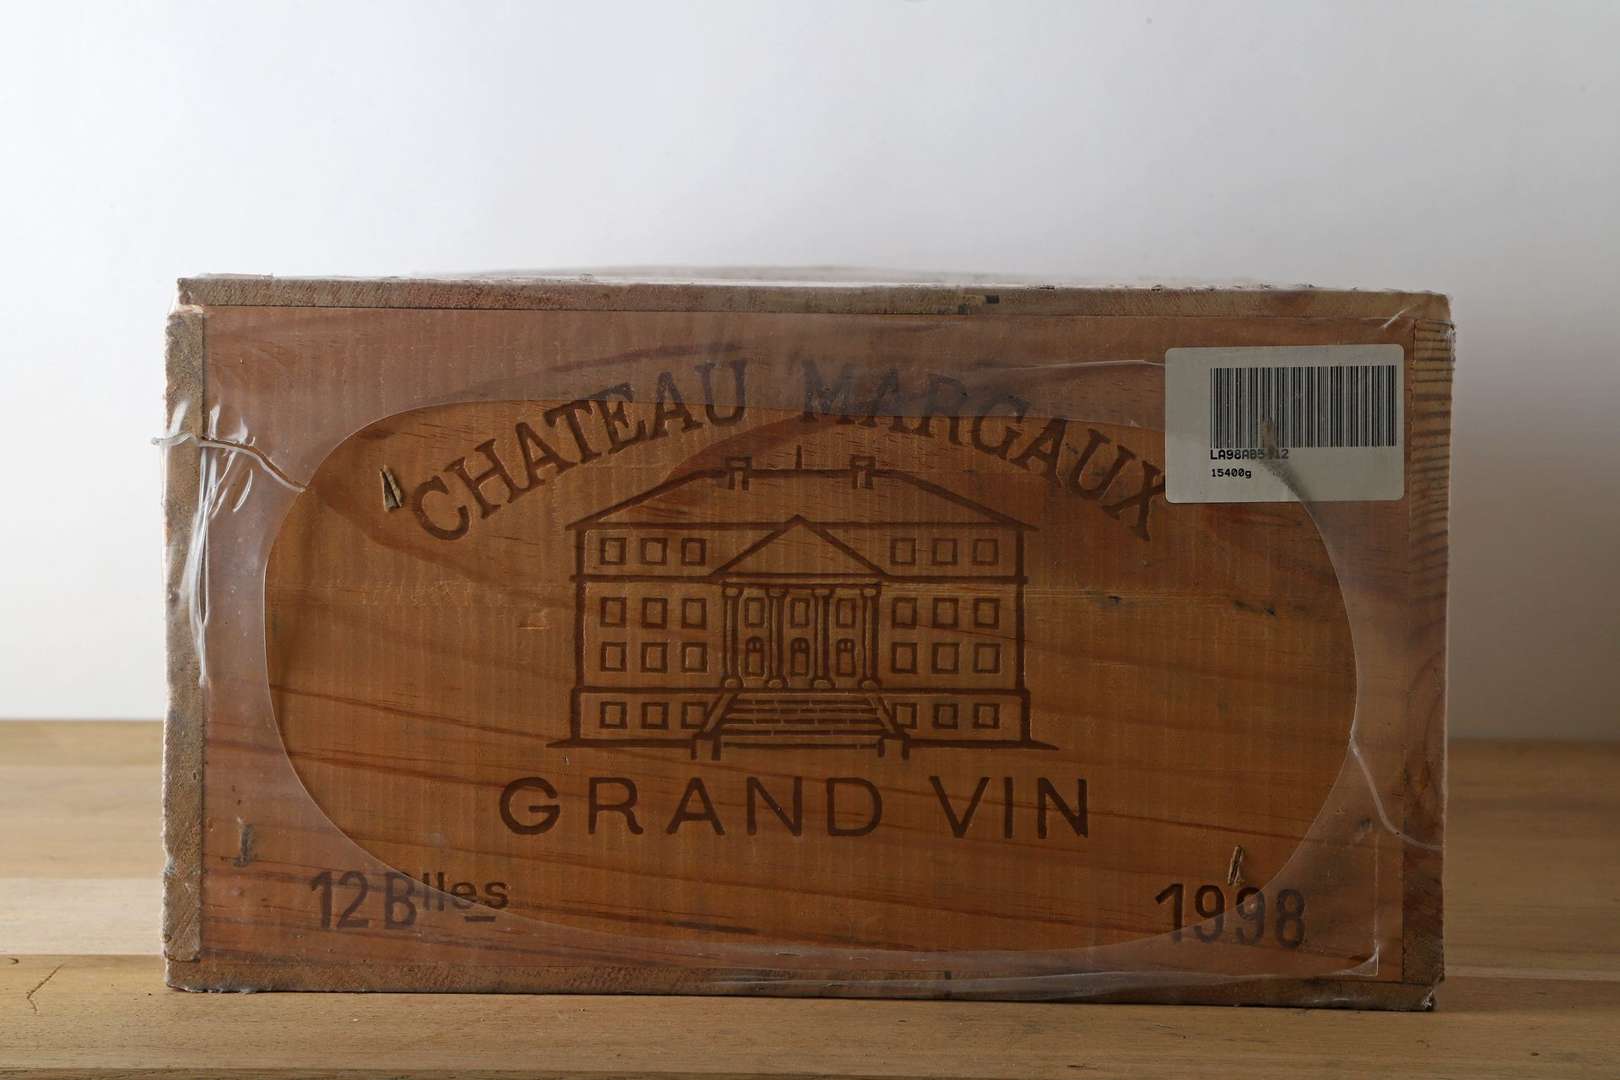 CHATEAU MARGAUX
15400g
GRAND VIN
12 Blles
1998